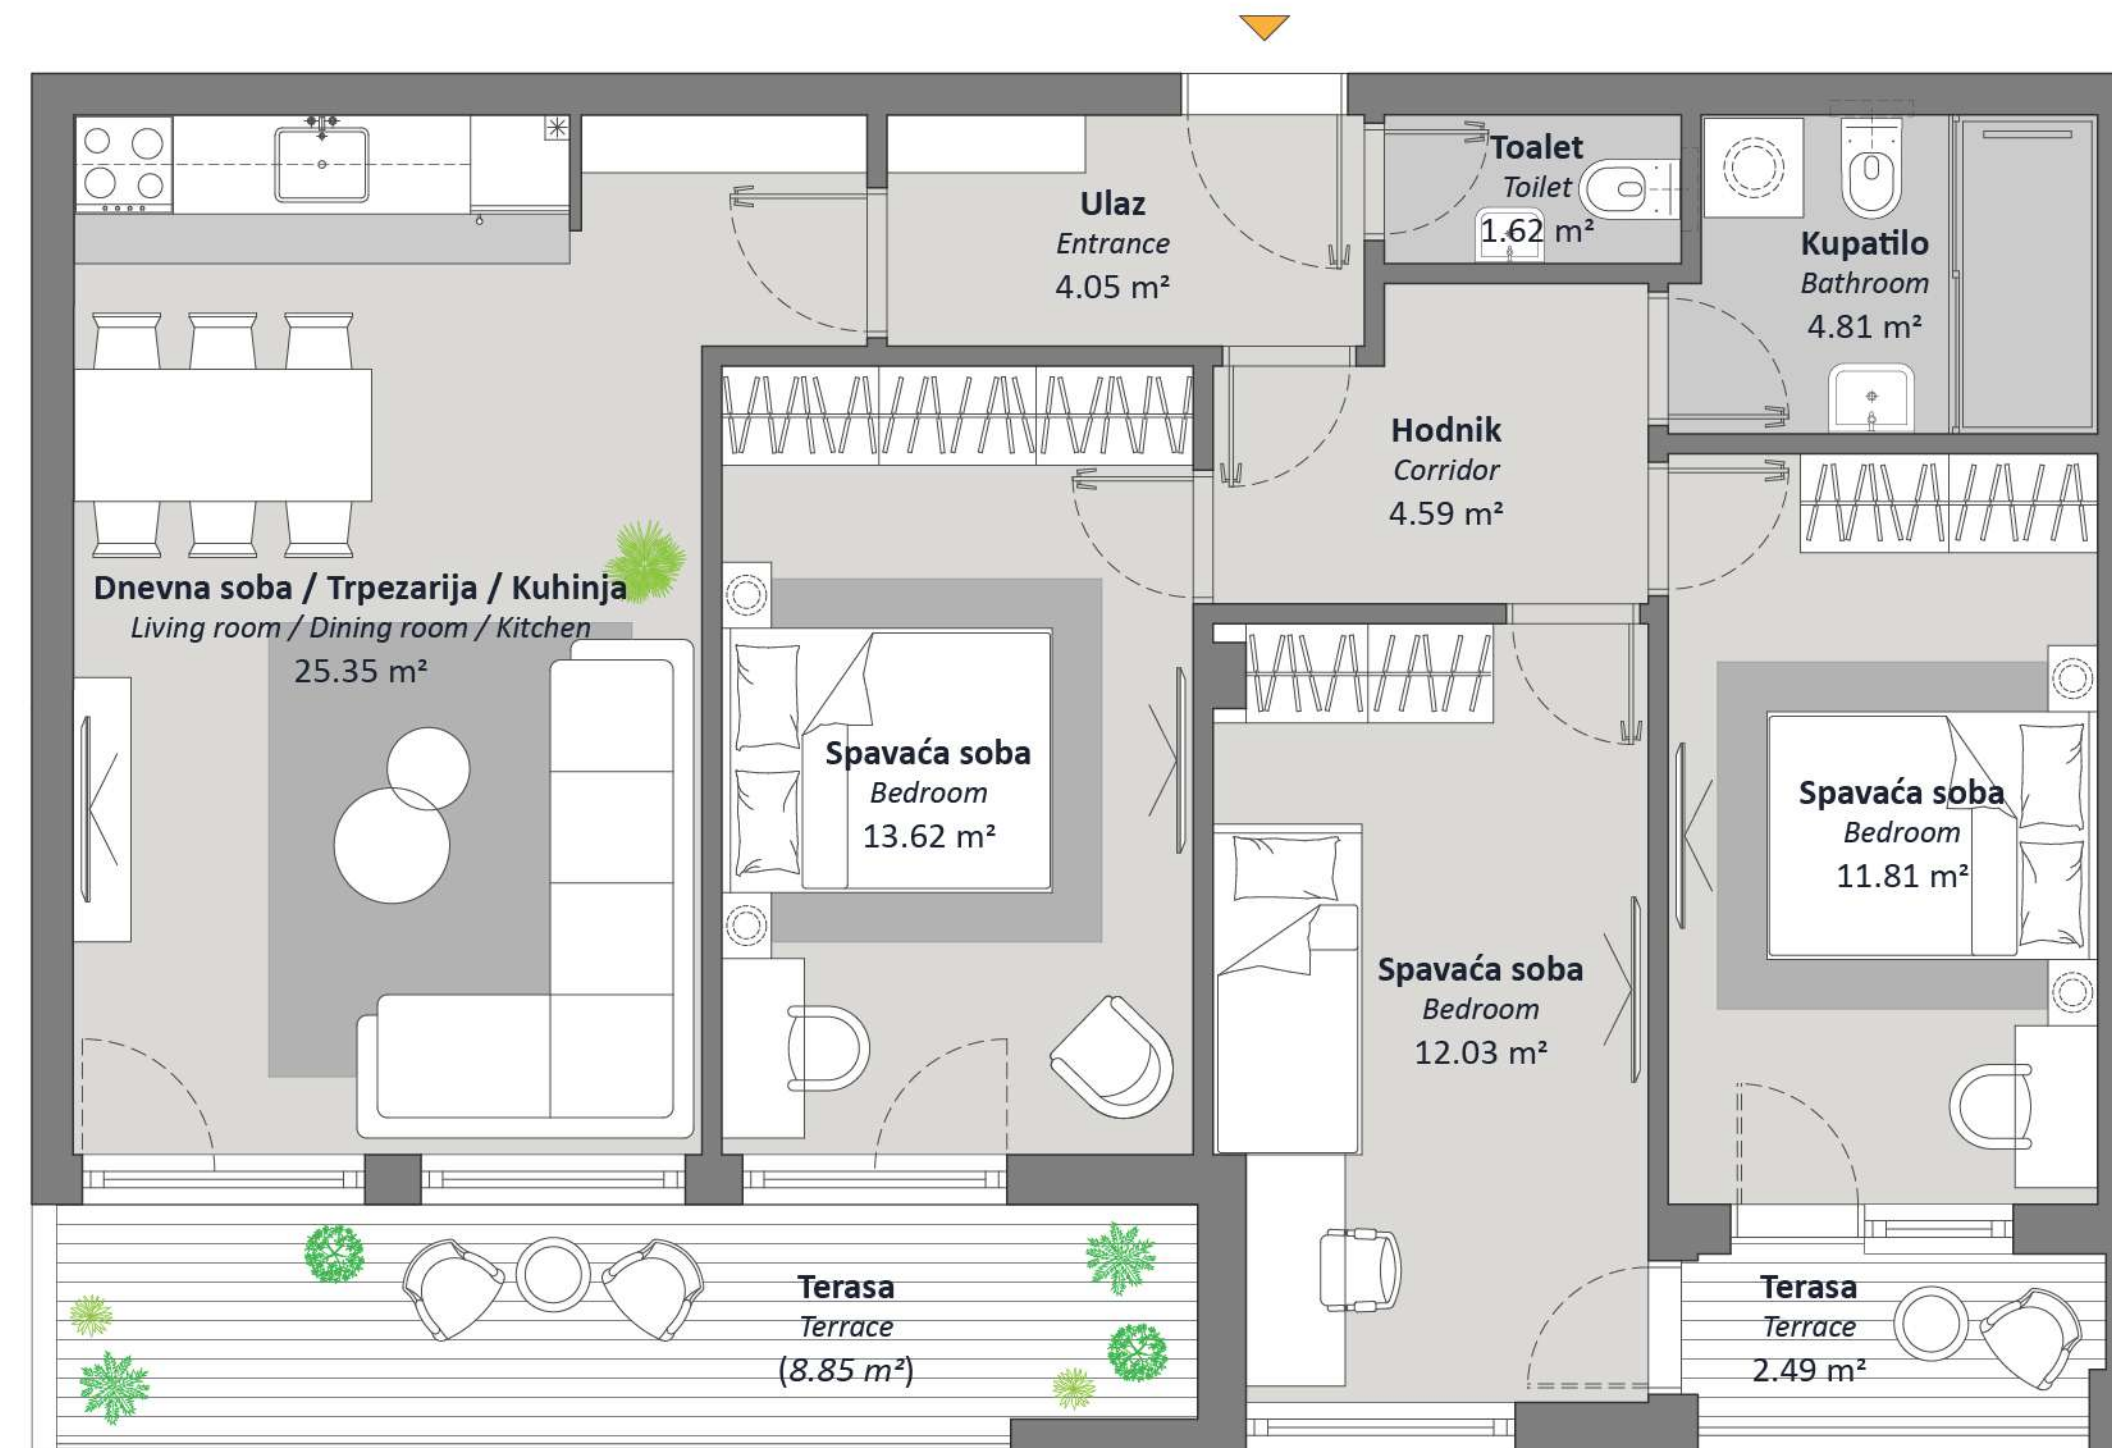 Toalet
Toilet
1.62 m²
Ulaz
Entrance
4.05 m²
Kupatilo
Bathroom
4.81 m²
Hodnik
Corridor
4.59 m²
Dnevna soba / Trpezarija / Kuhinja
Living room / Dining room / Kitchen
25.35 m²
Spavaća soba
Bedroom
13.62 m²
Spavaća soba
Bedroom
11.81 m²
Spavaća soba
Bedroom
12.03 m²
Terasa
Terrace
(8.85 m²)
Terasa
Terrace
2.49 m²